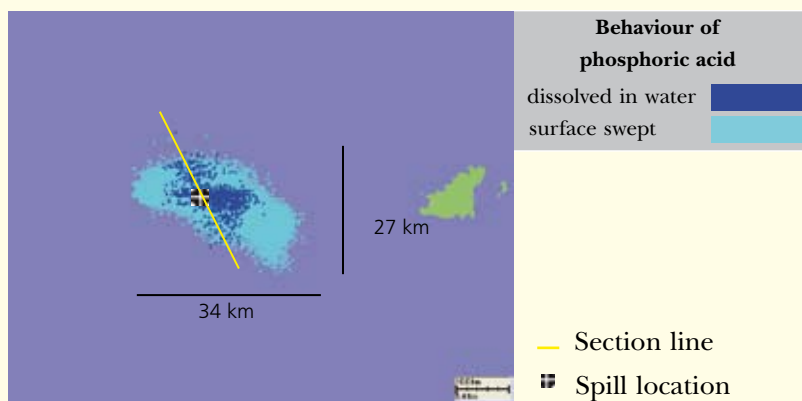 Behaviour of
phosphoric acid
dissolved in water
surface swept
27 km
34 km
Section line
Spill location